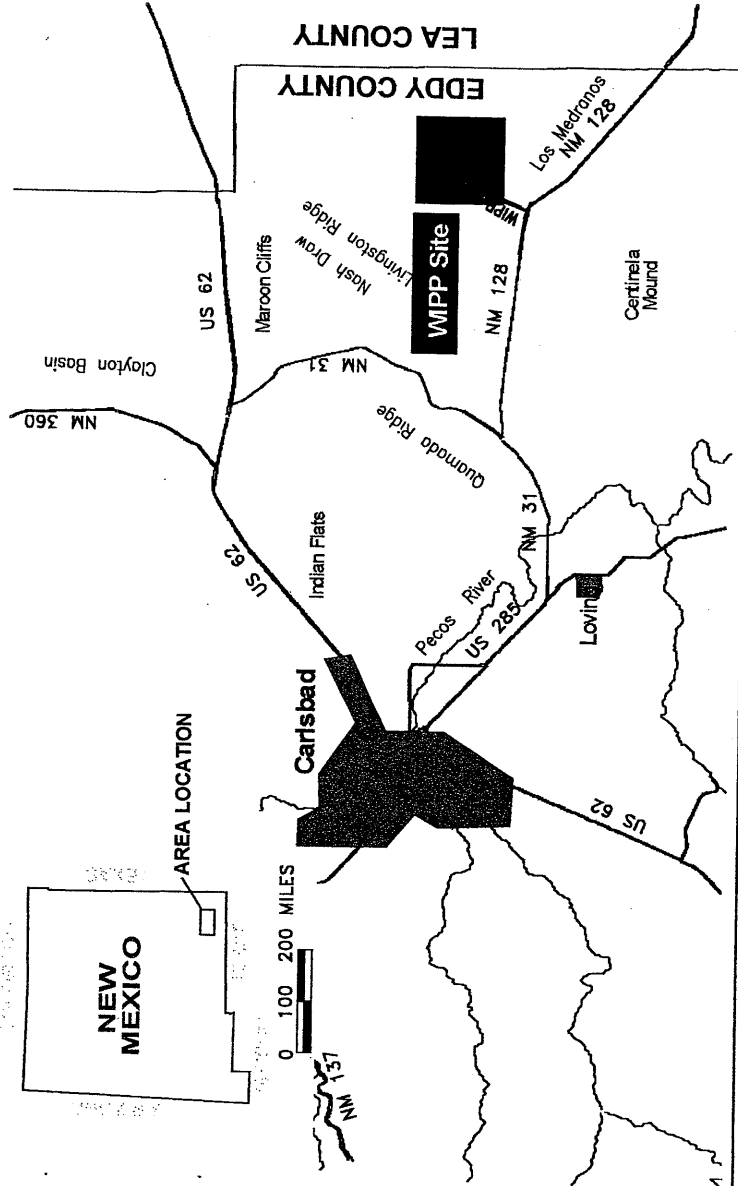 LEA COUNTY
EDDY COUNTY
Los Medranos
NM 128
WIPP
Livingston Ridge
Nash Draw
WIPP Site
NM 128
Maroon Cliffs
US 62
Clayton Basin
NM 360
NM 31
Quamada Ridge
Centinela
Mound
NM 31
US 62
Indian Flats
Pecos River
US 285
Lovin
Carlsbad
US 62
AREA LOCATION
NEW
MEXICO
0 100 200 MILES
NM 137